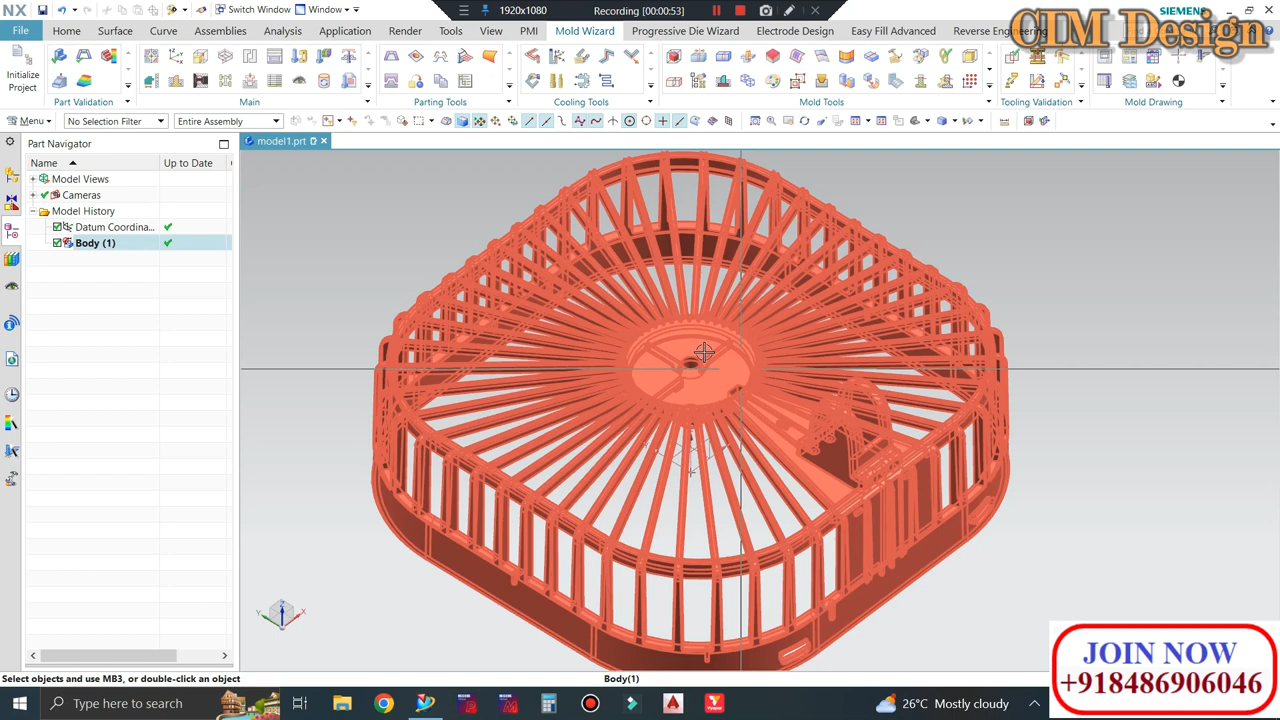 NX
Switch Window
Window
1920x1080
Recording [00:00:53]
SIEMENS
CIM Design
File
Home
Surface
Curve
Assemblies
Analysis
Application
Render
Tools
View
PMI
Mold Wizard
Progressive Die Wizard
Electrode Design
Easy Fill Advanced
Reverse Engineering
Initialize
Project
Part Validation
Main
Parting Tools
Cooling Tools
Mold Tools
Tooling Validation
Mold Drawing
Menu
No Selection Filter
Entire Assembly
Part Navigator
model1.prt
Name
Up to Date
Model Views
Cameras
Model History
Datum Coordina...
Body (1)
Z
Y
X
JOIN NOW
+918486906046
Select objects and use MB3, or double-click an object
Body(1)
Type here to search
26°C Mostly cloudy